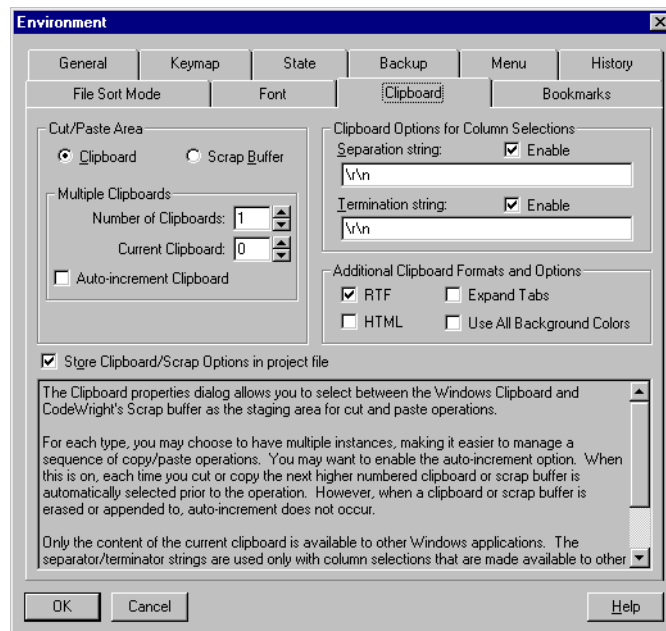 Environment
General Keymap State Backup Menu History
File Sort Mode Font Clipboard Bookmarks
Cut/Paste Area
Clipboard Scrap Buffer
Multiple Clipboards
Number of Clipboards: 1
Current Clipboard: 0
Auto-increment Clipboard
Clipboard Options for Column Selections
Separation string: Enable
\r\n
Termination string: Enable
\r\n
Additional Clipboard Formats and Options
RTF Expand Tabs
HTML Use All Background Colors
Store Clipboard/Scrap Options in project file
The Clipboard properties dialog allows you to select between the Windows Clipboard and
CodeWright's Scrap buffer as the staging area for cut and paste operations.
For each type, you may choose to have multiple instances, making it easier to manage a
sequence of copy/paste operations. You may want to enable the auto-increment option. When
this is on, each time you cut or copy the next higher numbered clipboard or scrap buffer is
automatically selected prior to the operation. However, when a clipboard or scrap buffer is
erased or appended to, auto-increment does not occur.
Only the content of the current clipboard is available to other Windows applications. The
separator/terminator strings are used only with column selections that are made available to other
OK Cancel Help